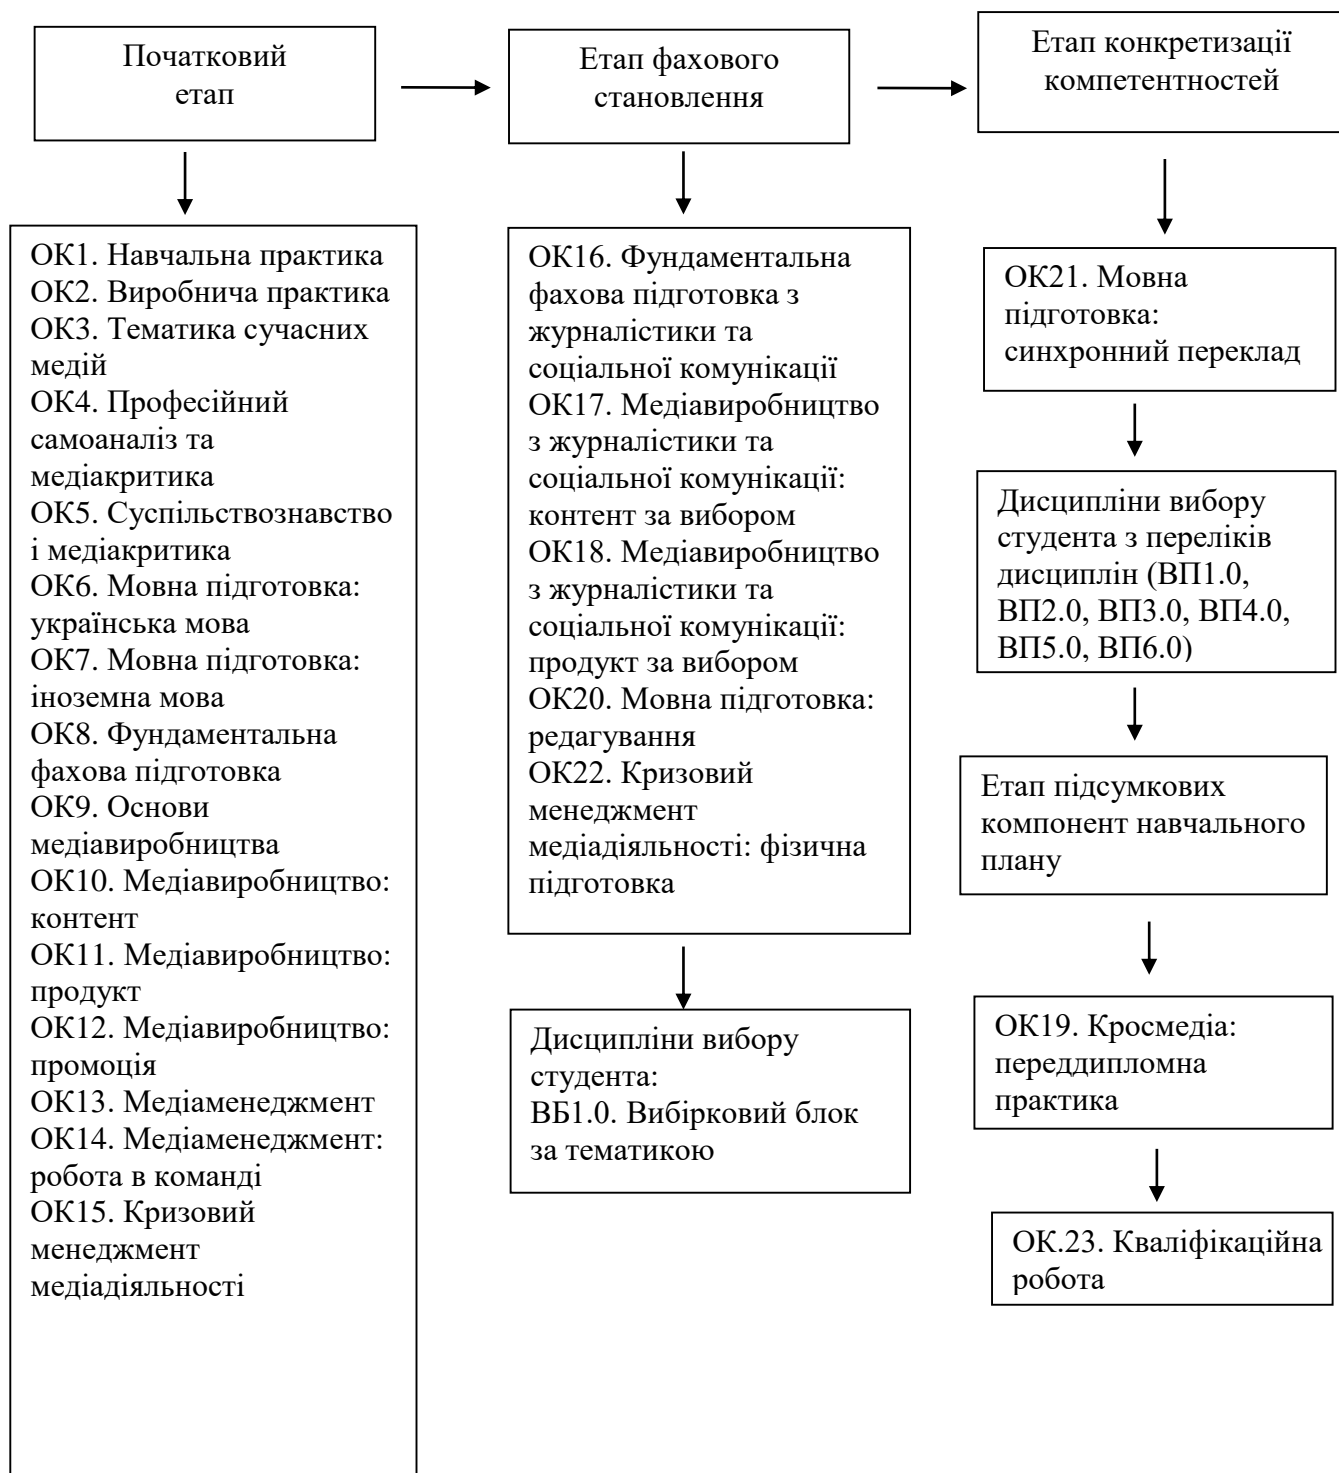 Початковий
етап
Етап фахового
становлення
Етап конкретизації
компетентностей
ОК1. Навчальна практика
ОК2. Виробнича практика
ОК3. Тематика сучасних
медій
ОК4. Професійний
самоаналіз та
медіакритика
ОК5. Суспільствознавство
і медіакритика
ОК6. Мовна підготовка:
українська мова
ОК7. Мовна підготовка:
іноземна мова
ОК8. Фундаментальна
фахова підготовка
ОК9. Основи
медіавиробництва
ОК10. Медіавиробництво:
контент
ОК11. Медіавиробництво:
продукт
ОК12. Медіавиробництво:
промоція
ОК13. Медіаменеджмент
ОК14. Медіаменеджмент:
робота в команді
ОК15. Кризовий
менеджмент
медіадіяльності
ОК16. Фундаментальна
фахова підготовка з
журналістики та
соціальної комунікації
ОК17. Медіавиробництво
з журналістики та
соціальної комунікації:
контент за вибором
ОК18. Медіавиробництво
з журналістики та
соціальної комунікації:
продукт за вибором
ОК20. Мовна підготовка:
редагування
ОК22. Кризовий
менеджмент
медіадіяльності: фізична
підготовка
Дисципліни вибору
студента:
ВБ1.0. Вибірковий блок
за тематикою
ОК21. Мовна
підготовка:
синхронний переклад
Дисципліни вибору
студента з переліків
дисциплін (ВП1.0,
ВП2.0, ВП3.0, ВП4.0,
ВП5.0, ВП6.0)
Етап підсумкових
компонент навчального
плану
ОК19. Кросмедіа:
переддипломна
практика
ОК.23. Кваліфікаційна
робота